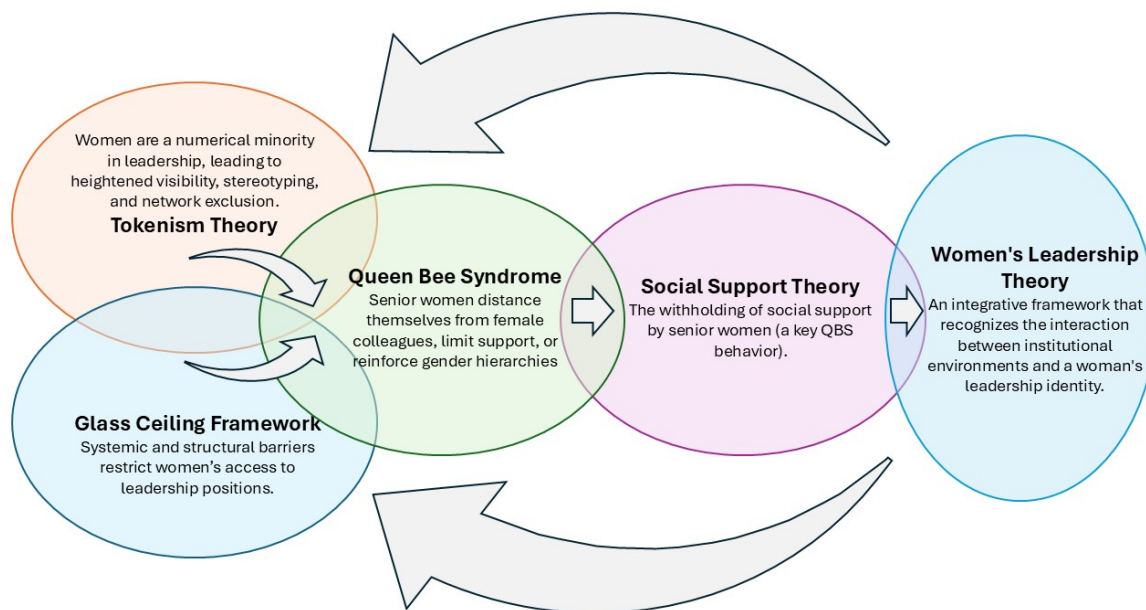 Women are a numerical minority
in leadership, leading to
heightened visibility, stereotyping,
and network exclusion.
Tokenism Theory
Glass Ceiling Framework
Systemic and structural barriers
restrict women’s access to
leadership positions.
Queen Bee Syndrome
Senior women distance
themselves from female
colleagues, limit support, or
reinforce gender hierarchies
Social Support Theory
The withholding of social support
by senior women (a key QBS
behavior).
Women's Leadership
Theory
An integrative framework that
recognizes the interaction
between institutional
environments and a woman's
leadership identity.